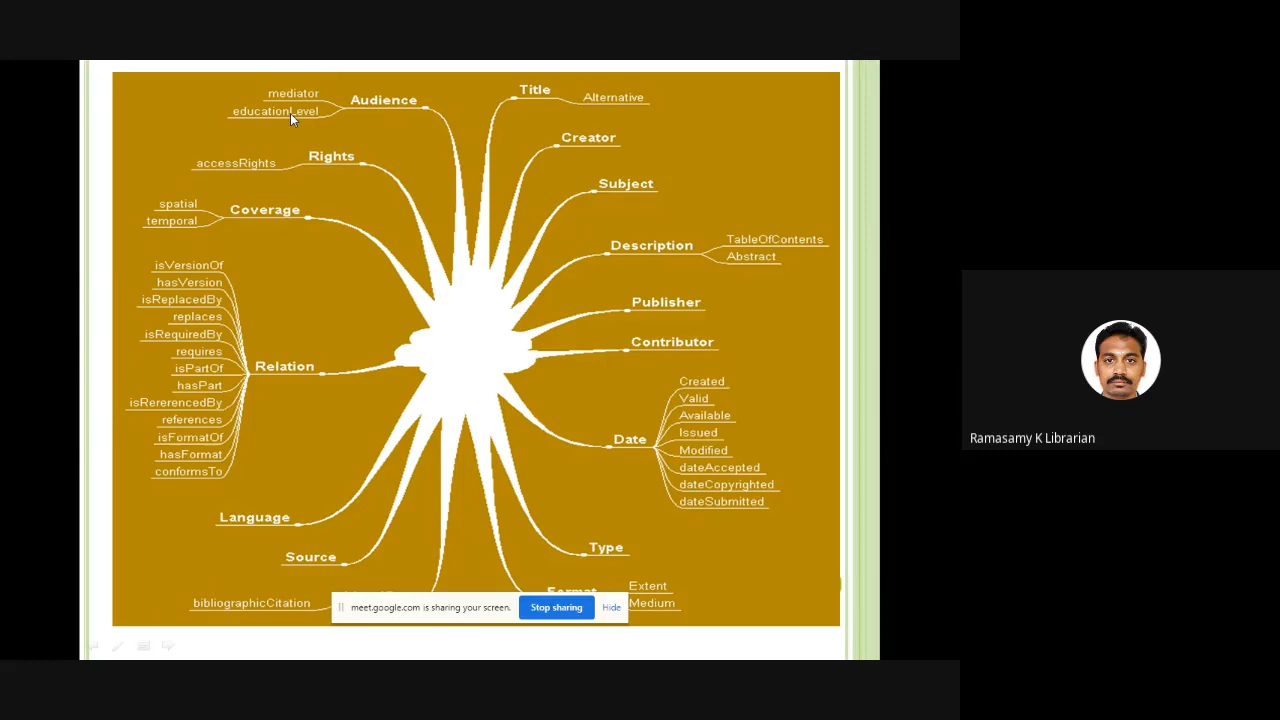 mediator
educationLevel
Audience
accessRights
Rights
spatial
temporal
Coverage
isVersionOf
hasVersion
isReplacedBy
replaces
isRequiredBy
requires
isPartOf
hasPart
isRererencedBy
references
isFormatOf
hasFormat
conformsTo
Relation
Language
Source
bibliographicCitation
Title
Alternative
Creator
Subject
Description
TableOfContents
Abstract
Publisher
Contributor
Date
Created
Valid
Available
Issued
Modified
dateAccepted
dateCopyrighted
dateSubmitted
Type
Format
Extent
Medium
meet.google.com is sharing your screen.
Stop sharing
Hide
Ramasamy K Librarian